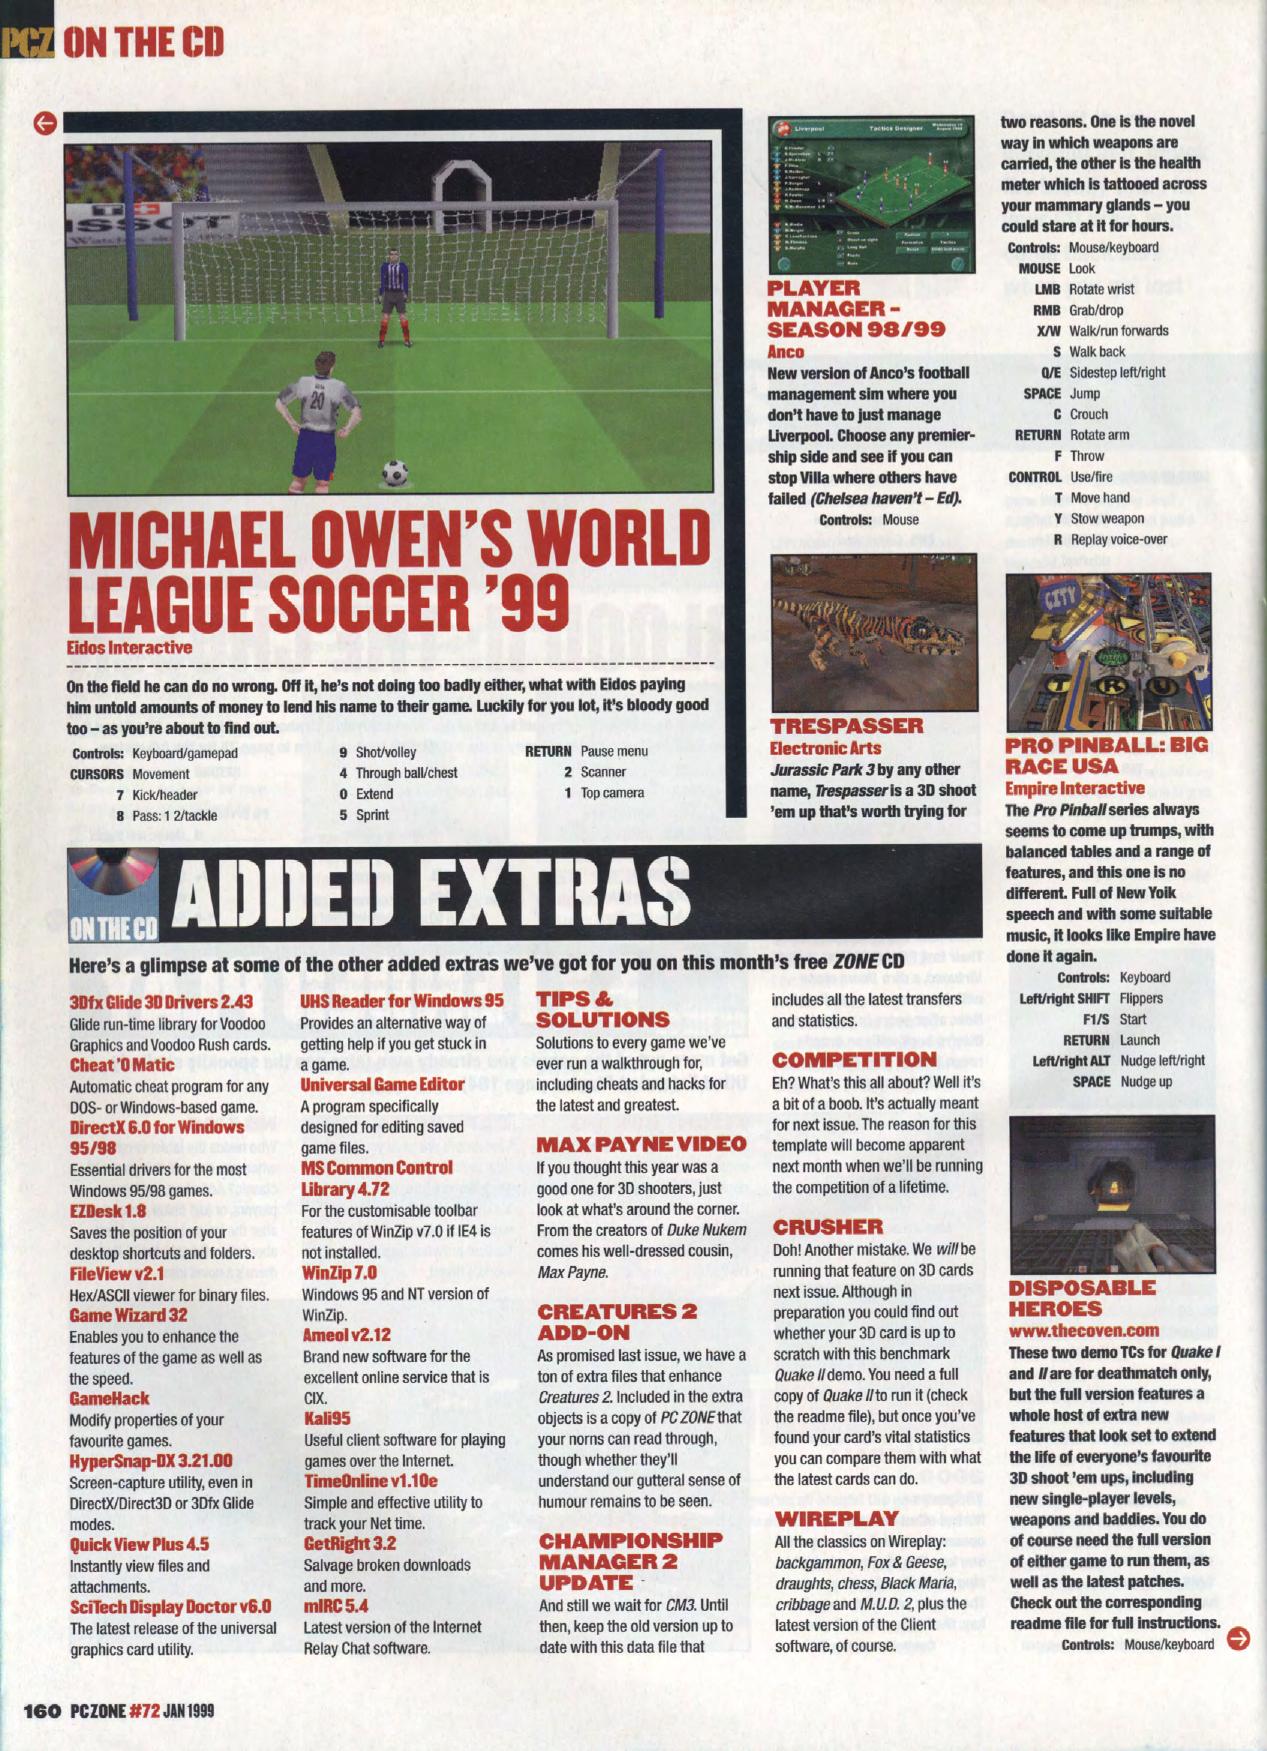 PCZ ON THE CD
MICHAEL OWEN'S WORLD
LEAGUE SOCCER '99
Eidos Interactive
On the field he can do no wrong. Off it, he's not doing too badly either, what with Eidos paying
him untold amounts of money to lend his name to their game. Luckily for you lot, it's bloody good
too – as you're about to find out.
Controls: Keyboard/gamepad
CURSORS Movement
7 Kick/header
8 Pass: 1 2/tackle
9 Shot/volley
4 Through ball/chest
0 Extend
5 Sprint
RETURN Pause menu
2 Scanner
1 Top camera
Liverpool Tactics Designer
PLAYER
MANAGER –
SEASON 98/99
Anco
New version of Anco's football
management sim where you
don't have to just manage
Liverpool. Choose any premier-
ship side and see if you can
stop Villa where others have
failed (Chelsea haven't – Ed).
Controls: Mouse
TRESPASSER
Electronic Arts
Jurassic Park 3 by any other
name, Trespasser is a 3D shoot
'em up that's worth trying for
two reasons. One is the novel
way in which weapons are
carried, the other is the health
meter which is tattooed across
your mammary glands – you
could stare at it for hours.
Controls: Mouse/keyboard
MOUSE Look
LMB Rotate wrist
RMB Grab/drop
X/W Walk/run forwards
S Walk back
Q/E Sidestep left/right
SPACE Jump
C Crouch
RETURN Rotate arm
F Throw
CONTROL Use/fire
T Move hand
Y Stow weapon
R Replay voice-over
CITY
T R U
PRO PINBALL: BIG
RACE USA
Empire Interactive
The Pro Pinball series always
seems to come up trumps, with
balanced tables and a range of
features, and this one is no
different. Full of New Yoik
speech and with some suitable
music, it looks like Empire have
done it again.
Controls: Keyboard
Left/right SHIFT Flippers
F1/S Start
RETURN Launch
Left/right ALT Nudge left/right
SPACE Nudge up
DISPOSABLE
HEROES
www.thecoven.com
These two demo TCs for Quake I
and II are for deathmatch only,
but the full version features a
whole host of extra new
features that look set to extend
the life of everyone's favourite
3D shoot 'em ups, including
new single-player levels,
weapons and baddies. You do
of course need the full version
of either game to run them, as
well as the latest patches.
Check out the corresponding
readme file for full instructions.
Controls: Mouse/keyboard
ON THE CD
ADDED EXTRAS
Here's a glimpse at some of the other added extras we've got for you on this month's free ZONE CD
3Dfx Glide 3D Drivers 2.43
Glide run-time library for Voodoo
Graphics and Voodoo Rush cards.
Cheat 'O Matic
Automatic cheat program for any
DOS- or Windows-based game.
DirectX 6.0 for Windows
95/98
Essential drivers for the most
Windows 95/98 games.
EZDesk 1.8
Saves the position of your
desktop shortcuts and folders.
FileView v2.1
Hex/ASCII viewer for binary files.
Game Wizard 32
Enables you to enhance the
features of the game as well as
the speed.
GameHack
Modify properties of your
favourite games.
HyperSnap-DX 3.21.00
Screen-capture utility, even in
DirectX/Direct3D or 3Dfx Glide
modes.
Quick View Plus 4.5
Instantly view files and
attachments.
SciTech Display Doctor v6.0
The latest release of the universal
graphics card utility.
UHS Reader for Windows 95
Provides an alternative way of
getting help if you get stuck in
a game.
Universal Game Editor
A program specifically
designed for editing saved
game files.
MS Common Control
Library 4.72
For the customisable toolbar
features of WinZip v7.0 if IE4 is
not installed.
WinZip 7.0
Windows 95 and NT version of
WinZip.
Ameol v2.12
Brand new software for the
excellent online service that is
CIX.
Kali95
Useful client software for playing
games over the Internet.
TimeOnline v1.10e
Simple and effective utility to
track your Net time.
GetRight 3.2
Salvage broken downloads
and more.
mIRC 5.4
Latest version of the Internet
Relay Chat software.
TIPS &
SOLUTIONS
Solutions to every game we've
ever run a walkthrough for,
including cheats and hacks for
the latest and greatest.
MAX PAYNE VIDEO
If you thought this year was a
good one for 3D shooters, just
look at what's around the corner.
From the creators of Duke Nukem
comes his well-dressed cousin,
Max Payne.
CREATURES 2
ADD-ON
As promised last issue, we have a
ton of extra files that enhance
Creatures 2. Included in the extra
objects is a copy of PC ZONE that
your norns can read through,
though whether they'll
understand our gutteral sense of
humour remains to be seen.
CHAMPIONSHIP
MANAGER 2
UPDATE
And still we wait for CM3. Until
then, keep the old version up to
date with this data file that
includes all the latest transfers
and statistics.
COMPETITION
Eh? What's this all about? Well it's
a bit of a boob. It's actually meant
for next issue. The reason for this
template will become apparent
next month when we'll be running
the competition of a lifetime.
CRUSHER
Doh! Another mistake. We will be
running that feature on 3D cards
next issue. Although in
preparation you could find out
whether your 3D card is up to
scratch with this benchmark
Quake II demo. You need a full
copy of Quake II to run it (check
the readme file), but once you've
found your card's vital statistics
you can compare them with what
the latest cards can do.
WIREPLAY
All the classics on Wireplay:
backgammon, Fox & Geese,
draughts, chess, Black Maria,
cribbage and M.U.D. 2, plus the
latest version of the Client
software, of course.
160 PCZONE #72 JAN 1999